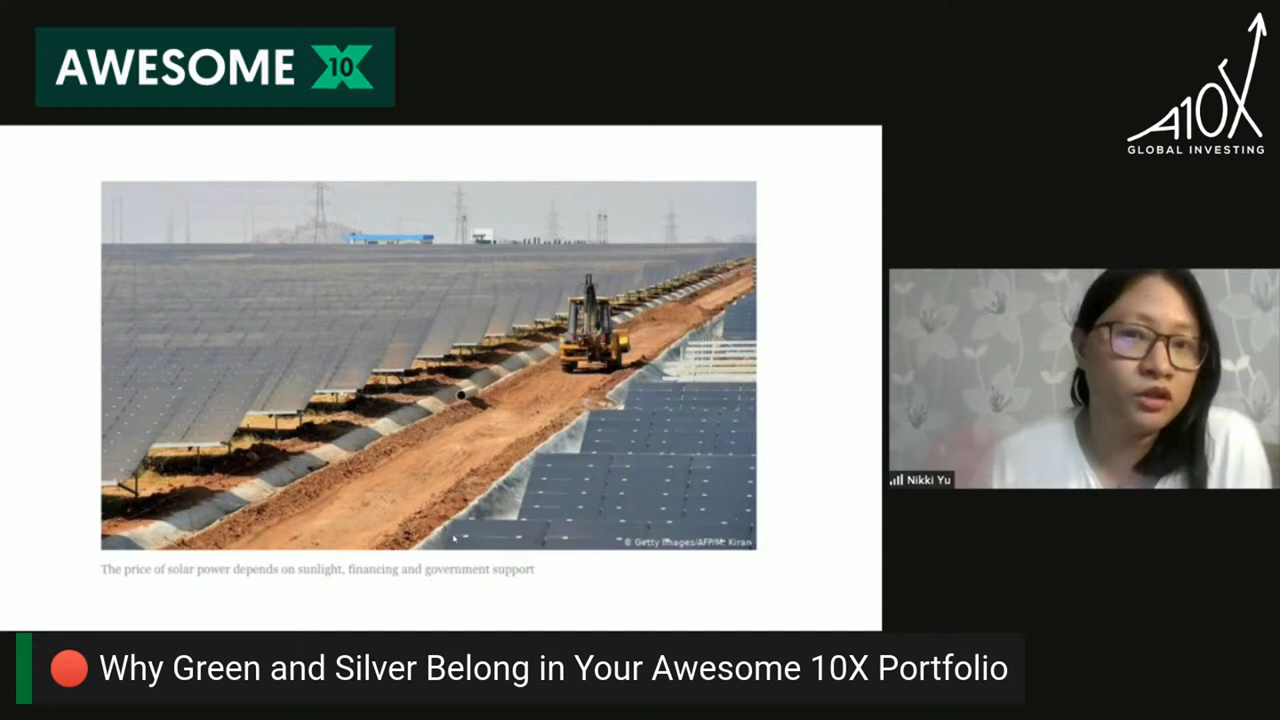 AWESOME 10X
A10X
GLOBAL INVESTING
© Getty Images/AFP/M. Kiran
The price of solar power depends on sunlight, financing and government support
Nikki Yu
Why Green and Silver Belong in Your Awesome 10X Portfolio